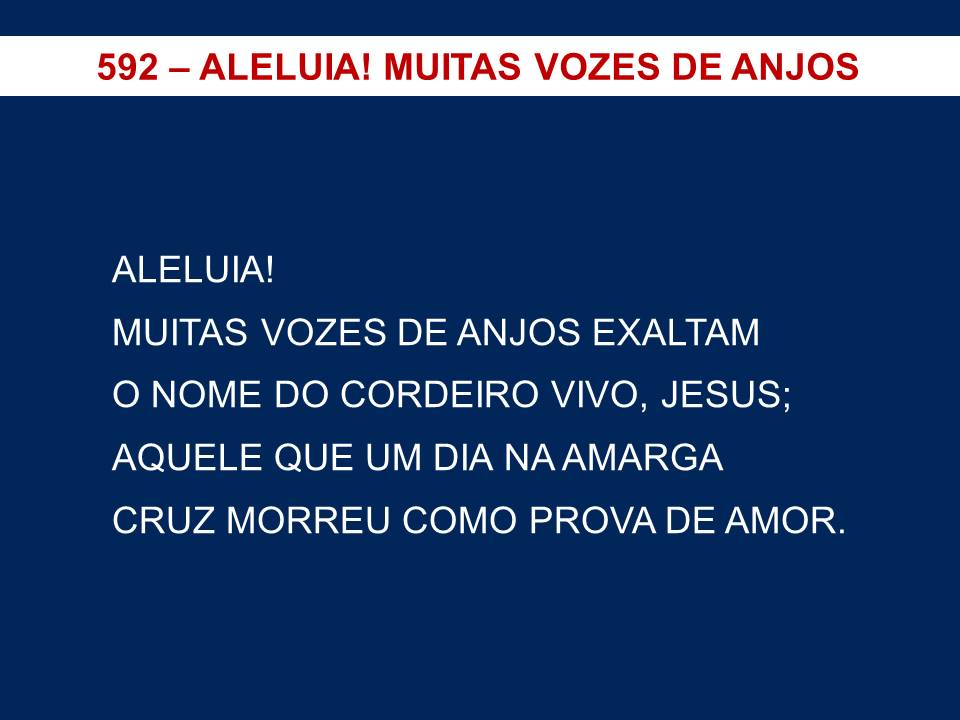 592 – ALELUIA! MUITAS VOZES DE ANJOS
ALELUIA!
MUITAS VOZES DE ANJOS EXALTAM
O NOME DO CORDEIRO VIVO, JESUS;
AQUELE QUE UM DIA NA AMARGA
CRUZ MORREU COMO PROVA DE AMOR.